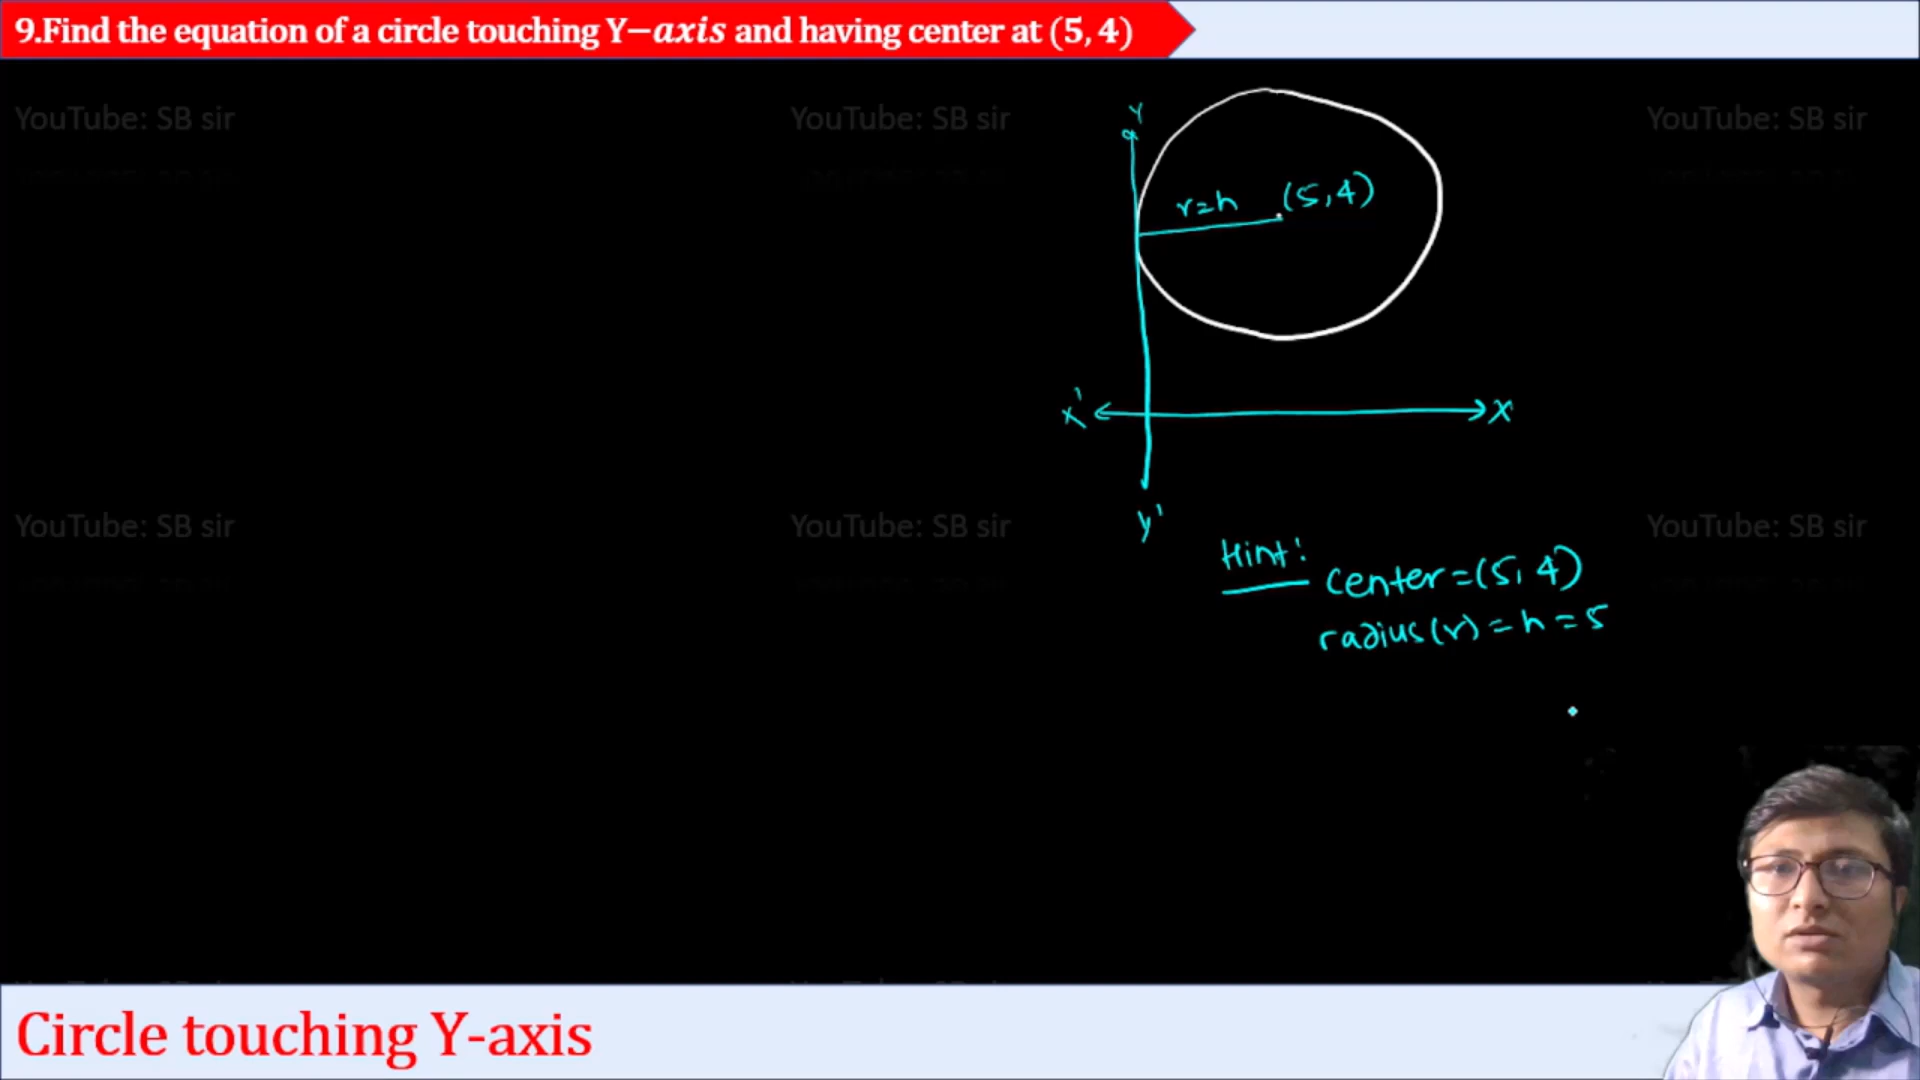 9.Find the equation of a circle touching Y−axis and having center at (5, 4)
YouTube: SB sir YouTube: SB sir YouTube: SB sir
Y
r=h (5,4)
X' X
Y'
YouTube: SB sir YouTube: SB sir YouTube: SB sir
Hint:
center=(5, 4)
radius(r) = h = 5
Circle touching Y-axis